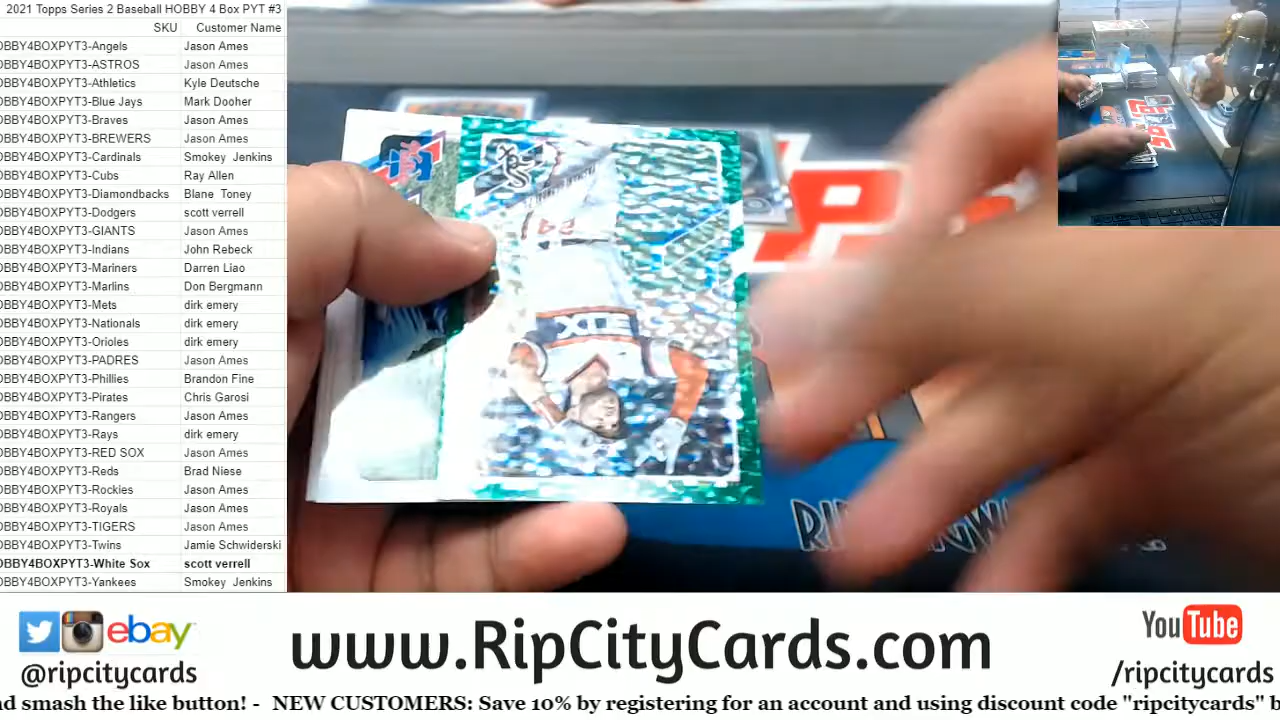 2021 Topps Series 2 Baseball HOBBY 4 Box PYT #3
SKU Customer Name
OBBY4BOXPYT3-Angels Jason Ames
OBBY4BOXPYT3-ASTROS Jason Ames
OBBY4BOXPYT3-Athletics Kyle Deutsche
OBBY4BOXPYT3-Blue Jays Mark Dooher
OBBY4BOXPYT3-Braves Jason Ames
OBBY4BOXPYT3-BREWERS Jason Ames
OBBY4BOXPYT3-Cardinals Smokey Jenkins
OBBY4BOXPYT3-Cubs Ray Allen
OBBY4BOXPYT3-Diamondbacks Blane Toney
OBBY4BOXPYT3-Dodgers scott verrell
OBBY4BOXPYT3-GIANTS Jason Ames
OBBY4BOXPYT3-Indians John Rebeck
OBBY4BOXPYT3-Mariners Darren Liao
OBBY4BOXPYT3-Marlins Don Bergmann
OBBY4BOXPYT3-Mets dirk emery
OBBY4BOXPYT3-Nationals dirk emery
OBBY4BOXPYT3-Orioles dirk emery
OBBY4BOXPYT3-PADRES Jason Ames
OBBY4BOXPYT3-Phillies Brandon Fine
OBBY4BOXPYT3-Pirates Chris Garosi
OBBY4BOXPYT3-Rangers Jason Ames
OBBY4BOXPYT3-Rays dirk emery
OBBY4BOXPYT3-RED SOX Jason Ames
OBBY4BOXPYT3-Reds Brad Niese
OBBY4BOXPYT3-Rockies Jason Ames
OBBY4BOXPYT3-Royals Jason Ames
OBBY4BOXPYT3-TIGERS Jason Ames
OBBY4BOXPYT3-Twins Jamie Schwiderski
OBBY4BOXPYT3-White Sox scott verrell
OBBY4BOXPYT3-Yankees Smokey Jenkins
24
ebay
@ripcitycards
www.RipCityCards.com
YouTube
/ripcitycards
nd smash the like button! - NEW CUSTOMERS: Save 10% by registering for an account and using discount code "ripcitycards" b